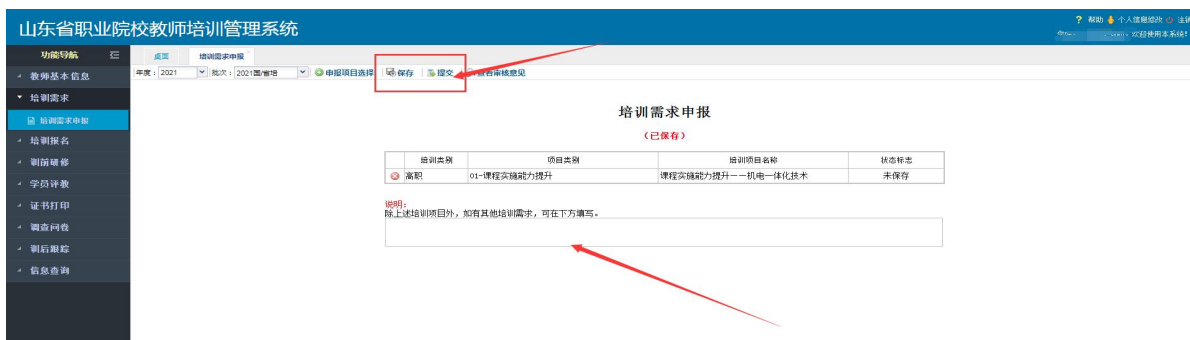 山东省职业院校教师培训管理系统
? 帮助 个人信息修改 注销
欢迎使用本系统!
功能导航
桌面 培训需求申报
年度: 2021 批次: 2021国/省培 申报项目选择 保存 提交 查看审核意见
教师基本信息
培训需求
培训需求申报
培训报名
训前研修
学员评教
证书打印
调查问卷
训后跟踪
信息查询
培训需求申报
(已保存)
培训类别 项目类别 培训项目名称 状态标志
高职 01-课程实施能力提升 课程实施能力提升——机电一体化技术 未保存
说明:
除上述培训项目外,如有其他培训需求,可在下方填写。